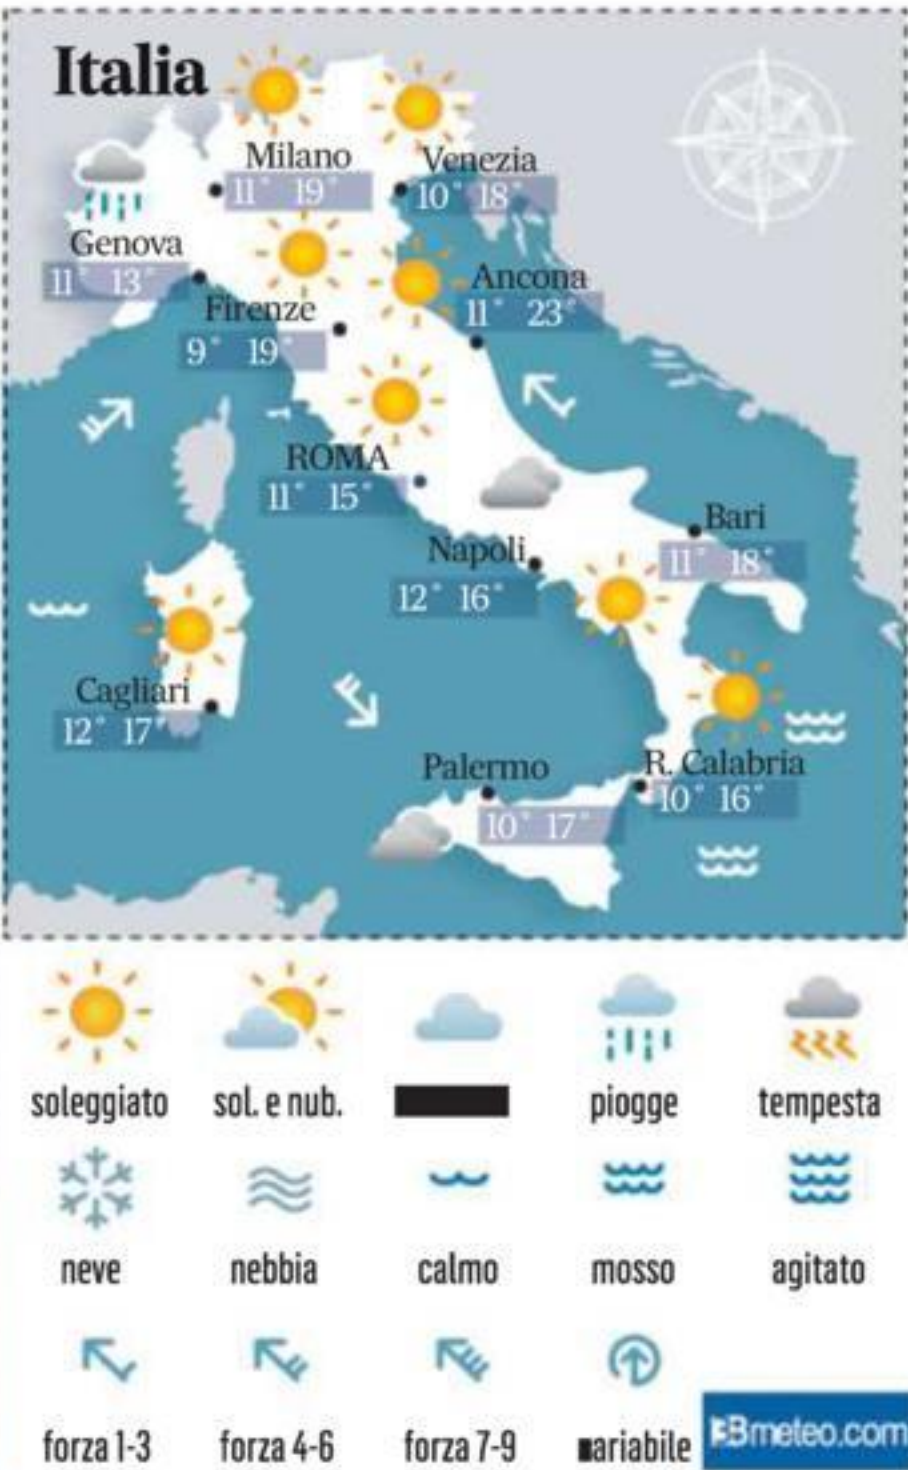 Italia
Milano
11° 19°
Venezia
10° 18°
Genova
11° 13°
Firenze
9° 19°
Ancona
11° 23°
ROMA
11° 15°
Bari
11° 18°
Napoli
12° 16°
Cagliari
12° 17°
Palermo
10° 17°
R. Calabria
10° 16°
soleggiato sol. e nub. piogge tempesta
neve nebbia calmo mosso agitato
forza 1-3 forza 4-6 forza 7-9 ariabile
3Bmeteo.com